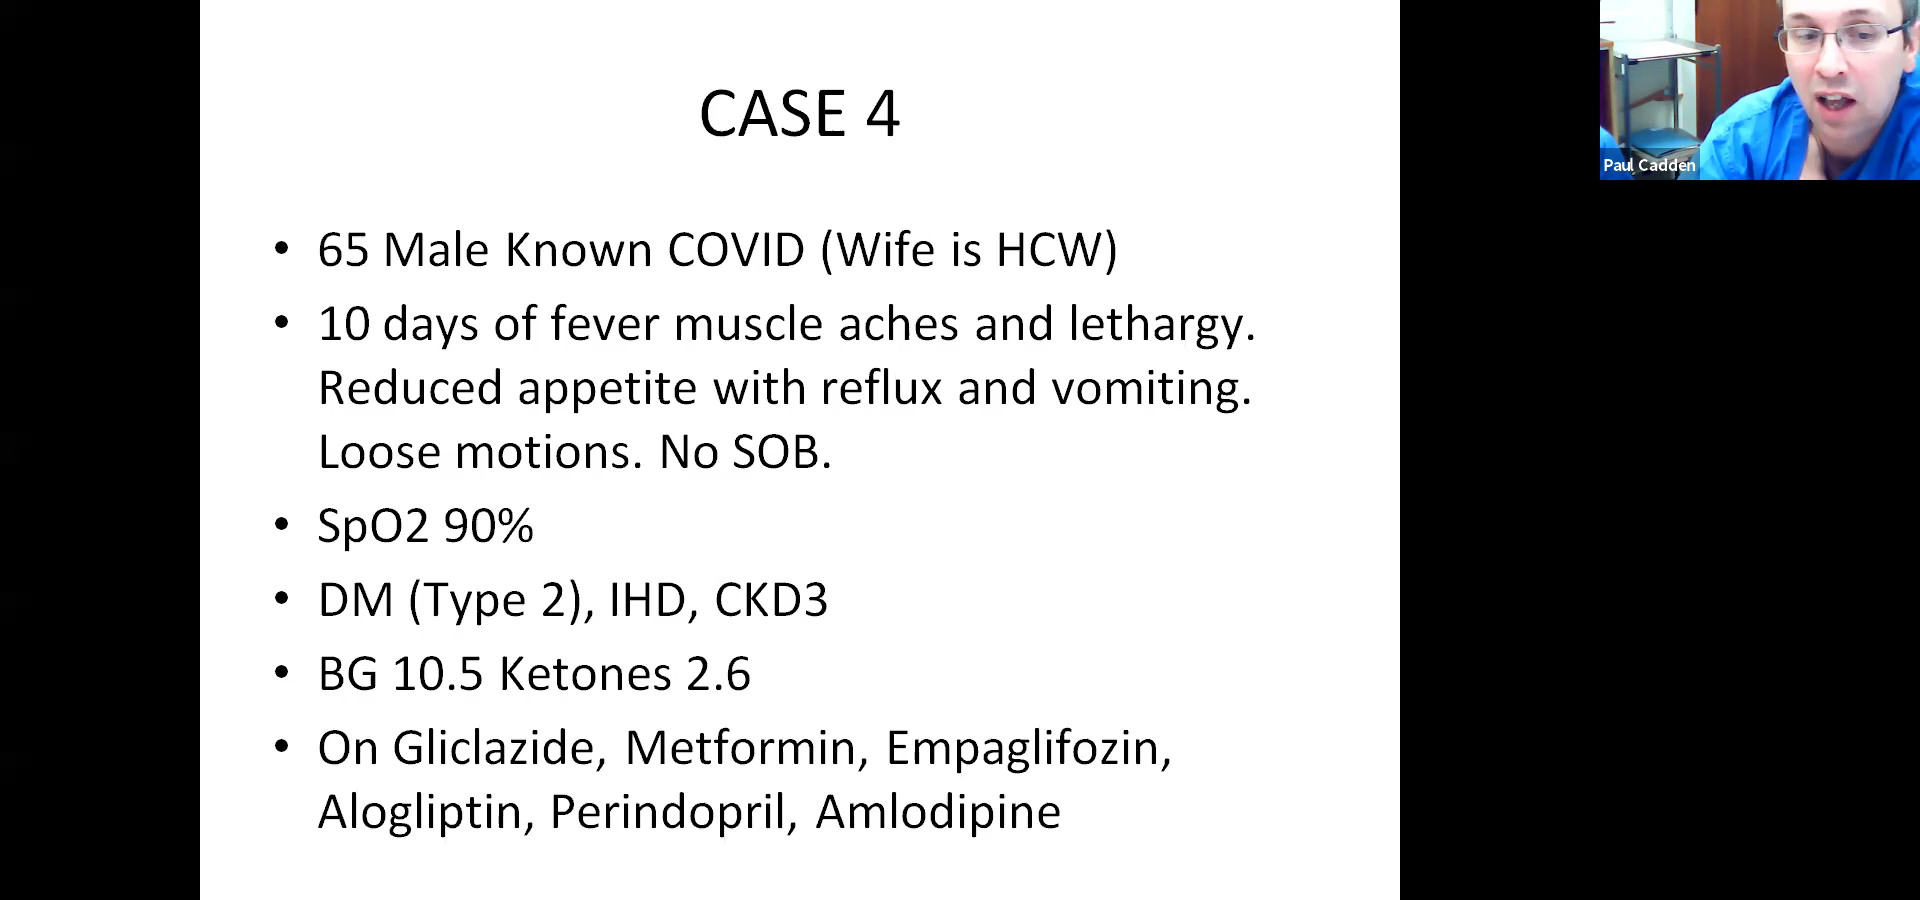 CASE 4
• 65 Male Known COVID (Wife is HCW)
• 10 days of fever muscle aches and lethargy.
Reduced appetite with reflux and vomiting.
Loose motions. No SOB.
• SpO2 90%
• DM (Type 2), IHD, CKD3
• BG 10.5 Ketones 2.6
• On Gliclazide, Metformin, Empaglifozin,
Alogliptin, Perindopril, Amlodipine
Paul Cadden